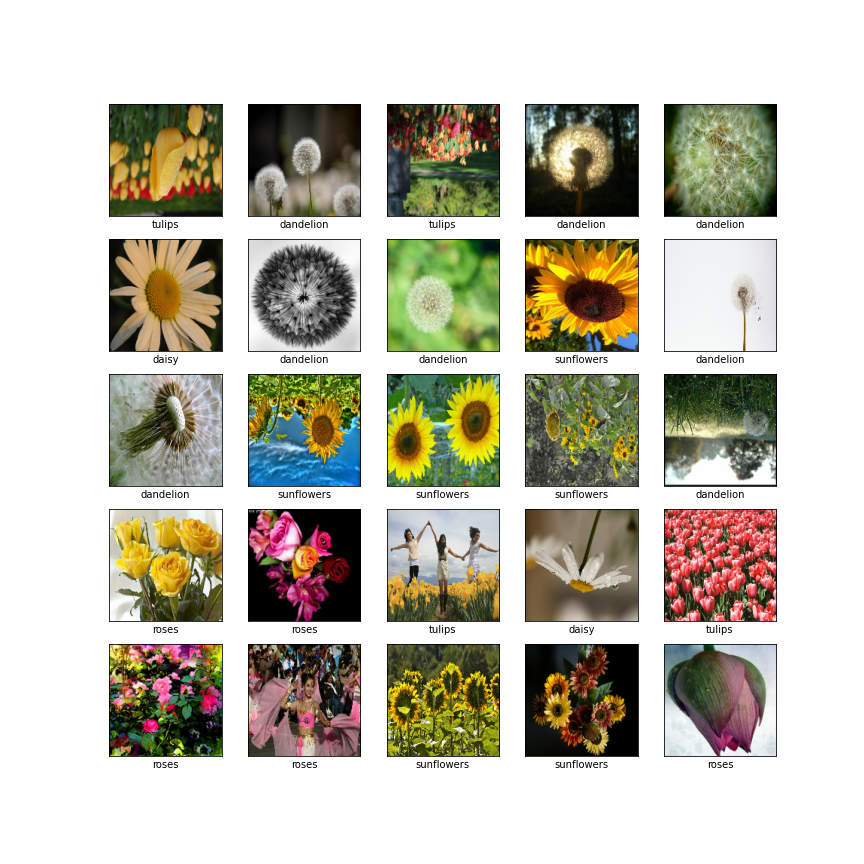 tulips dandelion tulips dandelion dandelion
daisy dandelion dandelion sunflowers dandelion
dandelion sunflowers sunflowers sunflowers dandelion
roses roses tulips daisy tulips
roses roses sunflowers sunflowers roses